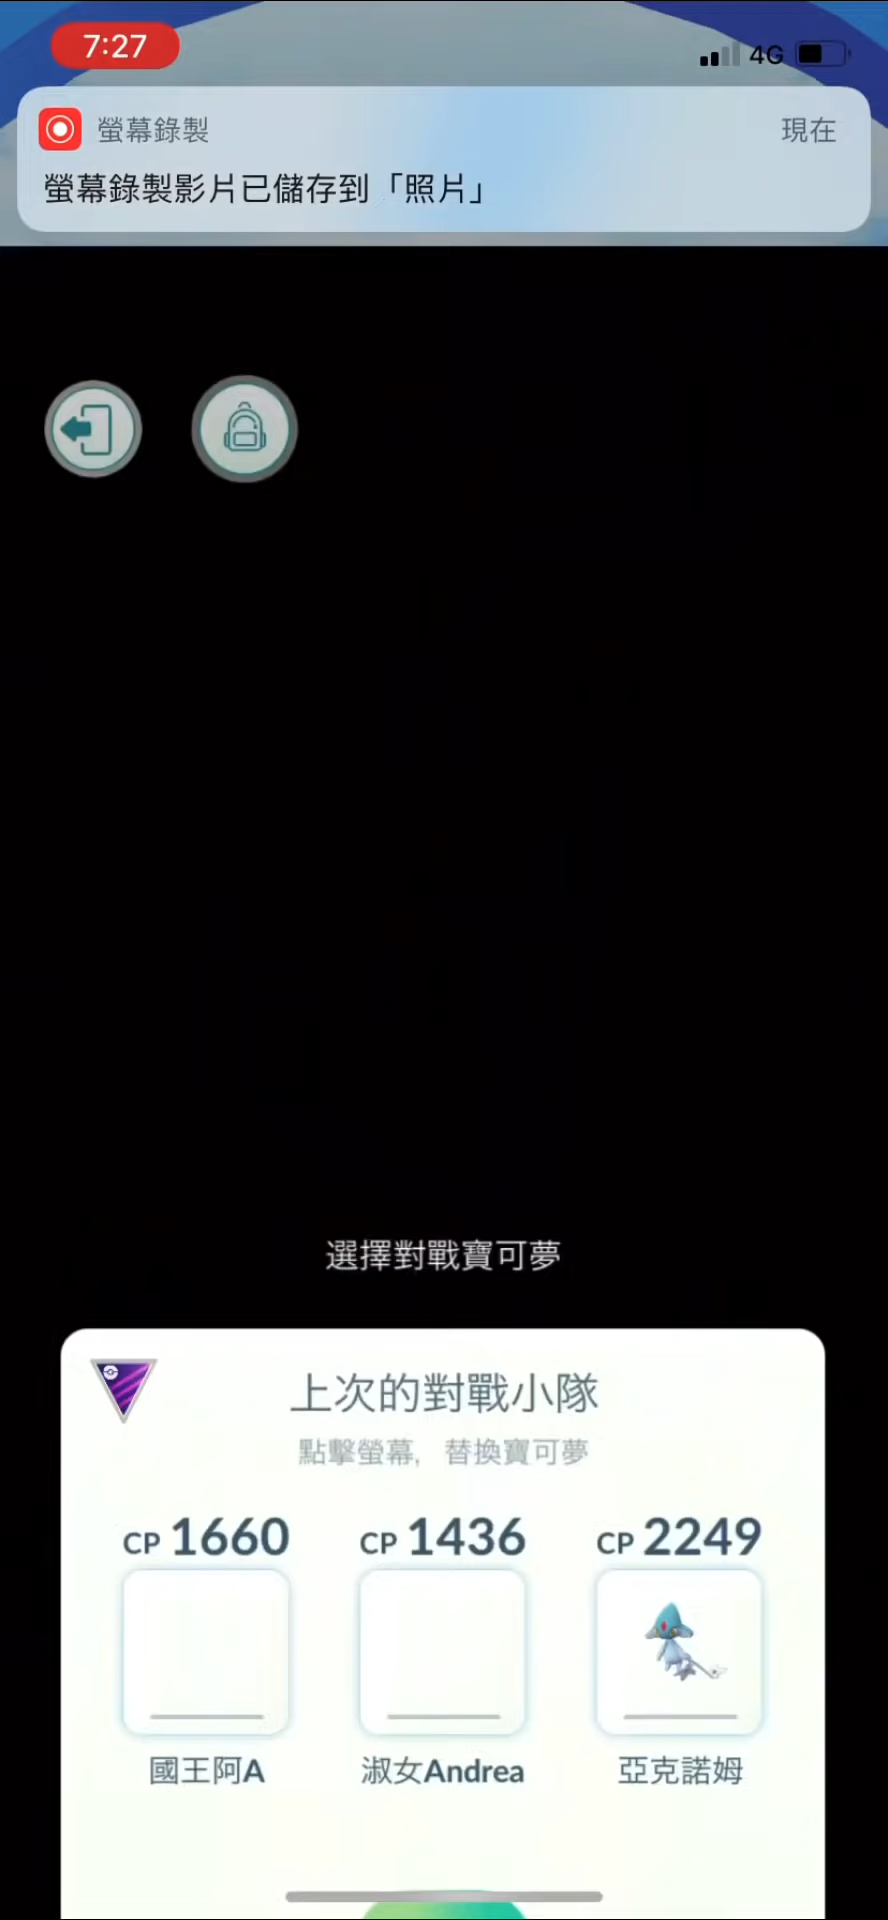 7:27
4G
螢幕錄製
現在
螢幕錄製影片已儲存到「照片」
選擇對戰寶可夢
上次的對戰小隊
點擊螢幕，替換寶可夢
CP 1660
CP 1436
CP 2249
國王阿A
淑女Andrea
亞克諾姆